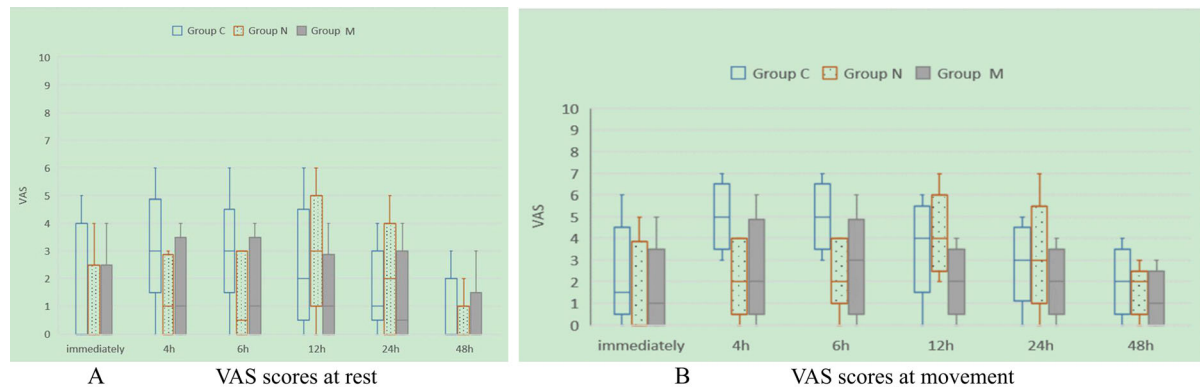 Group C Group N Group M
10
9
8
7
6
5
4
3
2
1
0
VAS
immediately 4h 6h 12h 24h 48h
A VAS scores at rest
Group C Group N Group M
10
9
8
7
6
5
4
3
2
1
0
VAS
immediately 4h 6h 12h 24h 48h
B VAS scores at movement